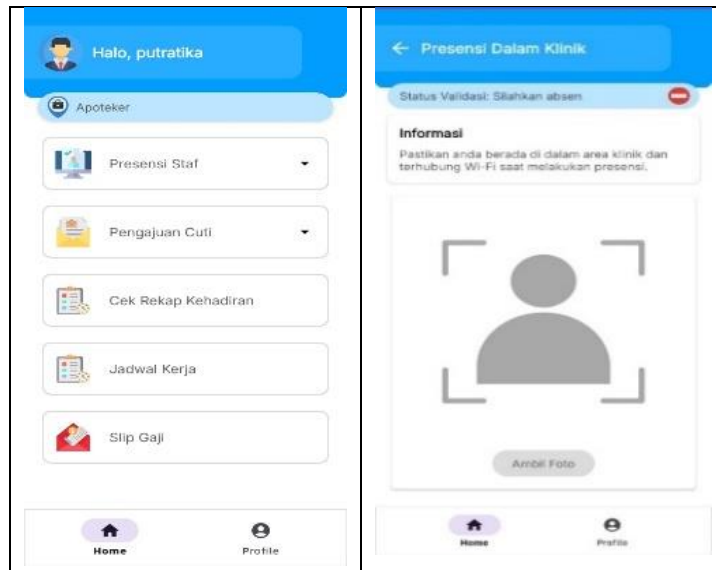 Halo, putratika
Apoteker
Presensi Staf
Pengajuan Cuti
Cek Rekap Kehadiran
Jadwal Kerja
Slip Gaji
Home
Profile
Presensi Dalam Klinik
Status Validasi: Silahkan absen
Informasi
Pastikan anda berada di dalam area klinik dan
terhubung Wi-Fi saat melakukan presensi.
Ambil Foto
Home
Profile